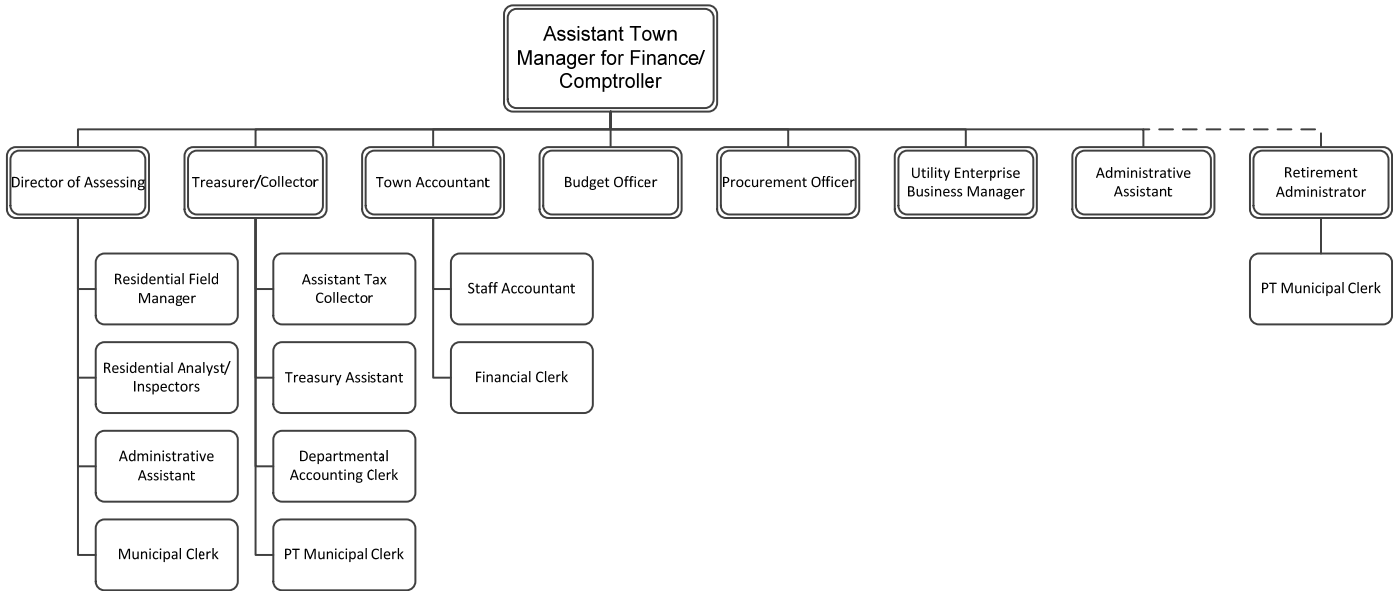 Assistant Town
Manager for Finance/
Comptroller
Director of Assessing
Treasurer/Collector
Town Accountant
Budget Officer
Procurement Officer
Utility Enterprise
Business Manager
Administrative
Assistant
Retirement
Administrator
Residential Field
Manager
Assistant Tax
Collector
Staff Accountant
PT Municipal Clerk
Residential Analyst/
Inspectors
Treasury Assistant
Financial Clerk
Administrative
Assistant
Departmental
Accounting Clerk
Municipal Clerk
PT Municipal Clerk